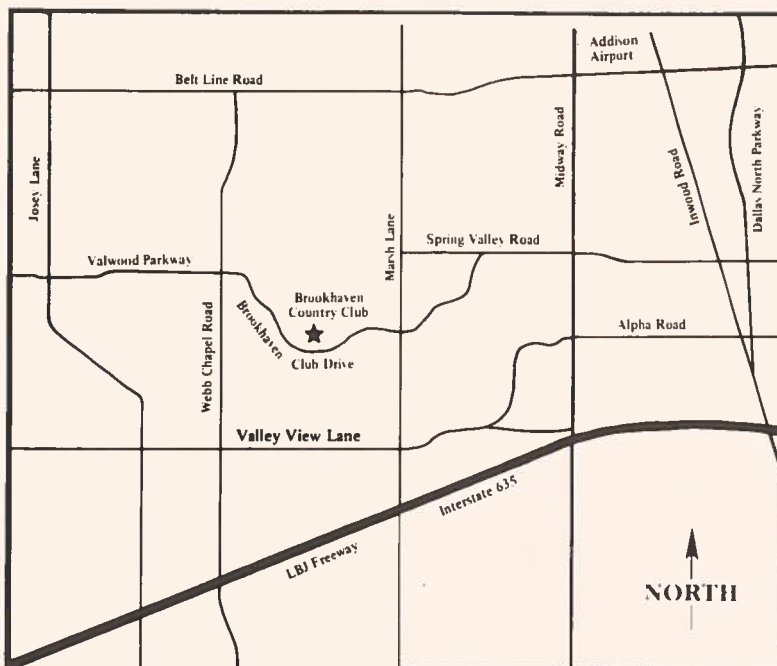 Addison
Airport
Belt Line Road
Josey Lane
Midway Road
Inwood Road
Dallas North Parkway
Marsh Lane
Spring Valley Road
Valwood Parkway
Brookhaven
Country Club
Brookhaven
Club Drive
Webb Chapel Road
Alpha Road
Valley View Lane
Interstate 635
LBJ Freeway
NORTH